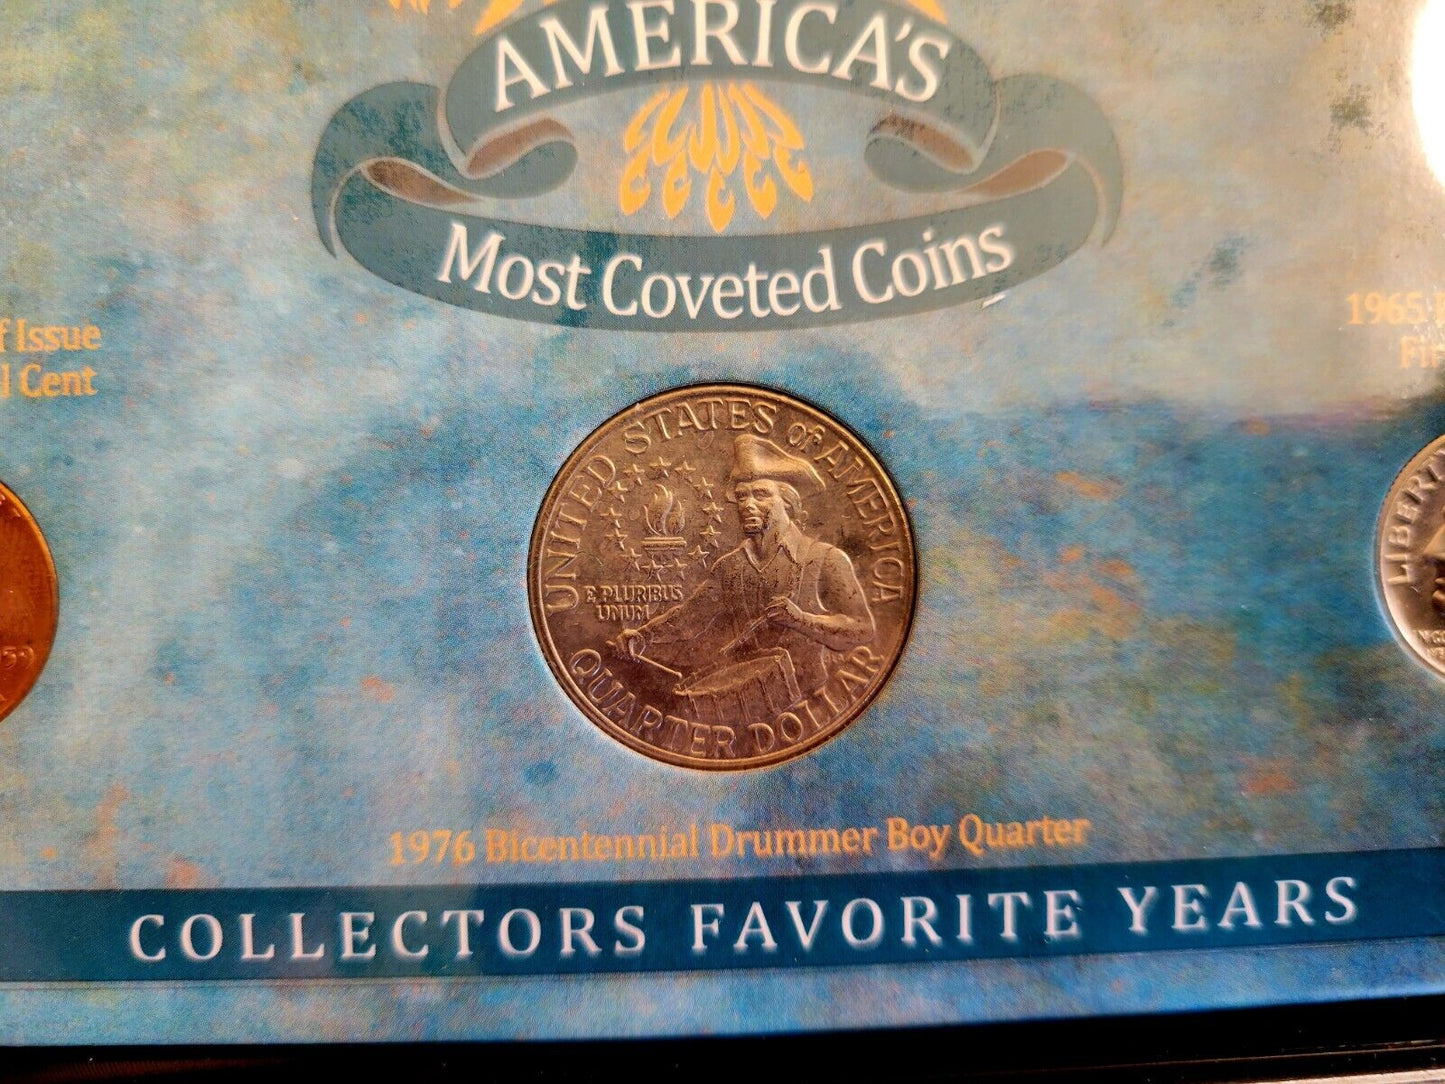 AMERICA'S
Most Coveted Coins
f Issue
l Cent
1965
UNITED STATES of AMERICA
E PLURIBUS
UNUM
QUARTER DOLLAR
LIBERT
1976 Bicentennial Drummer Boy Quarter
COLLECTORS FAVORITE YEARS